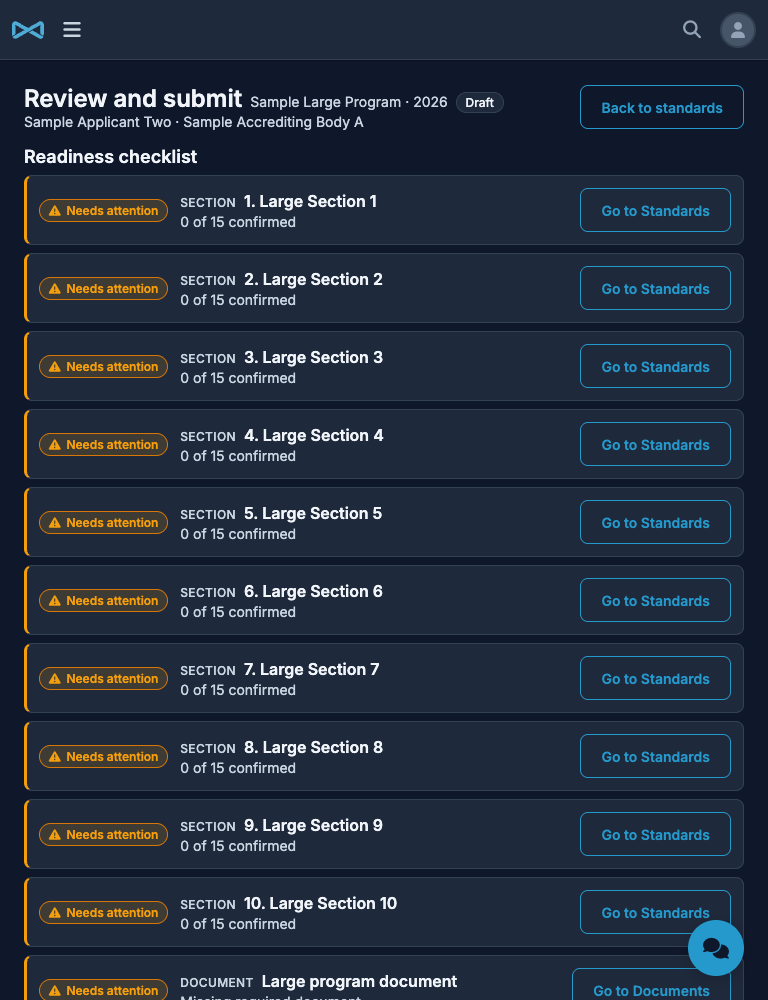 Review and submit Sample Large Program · 2026 Draft
Back to standards
Sample Applicant Two · Sample Accrediting Body A
Readiness checklist
Needs attention SECTION 1. Large Section 1 Go to Standards
0 of 15 confirmed
Needs attention SECTION 2. Large Section 2 Go to Standards
0 of 15 confirmed
Needs attention SECTION 3. Large Section 3 Go to Standards
0 of 15 confirmed
Needs attention SECTION 4. Large Section 4 Go to Standards
0 of 15 confirmed
Needs attention SECTION 5. Large Section 5 Go to Standards
0 of 15 confirmed
Needs attention SECTION 6. Large Section 6 Go to Standards
0 of 15 confirmed
Needs attention SECTION 7. Large Section 7 Go to Standards
0 of 15 confirmed
Needs attention SECTION 8. Large Section 8 Go to Standards
0 of 15 confirmed
Needs attention SECTION 9. Large Section 9 Go to Standards
0 of 15 confirmed
Needs attention SECTION 10. Large Section 10 Go to Standards
0 of 15 confirmed
Needs attention DOCUMENT Large program document Go to Documents
Missing required document